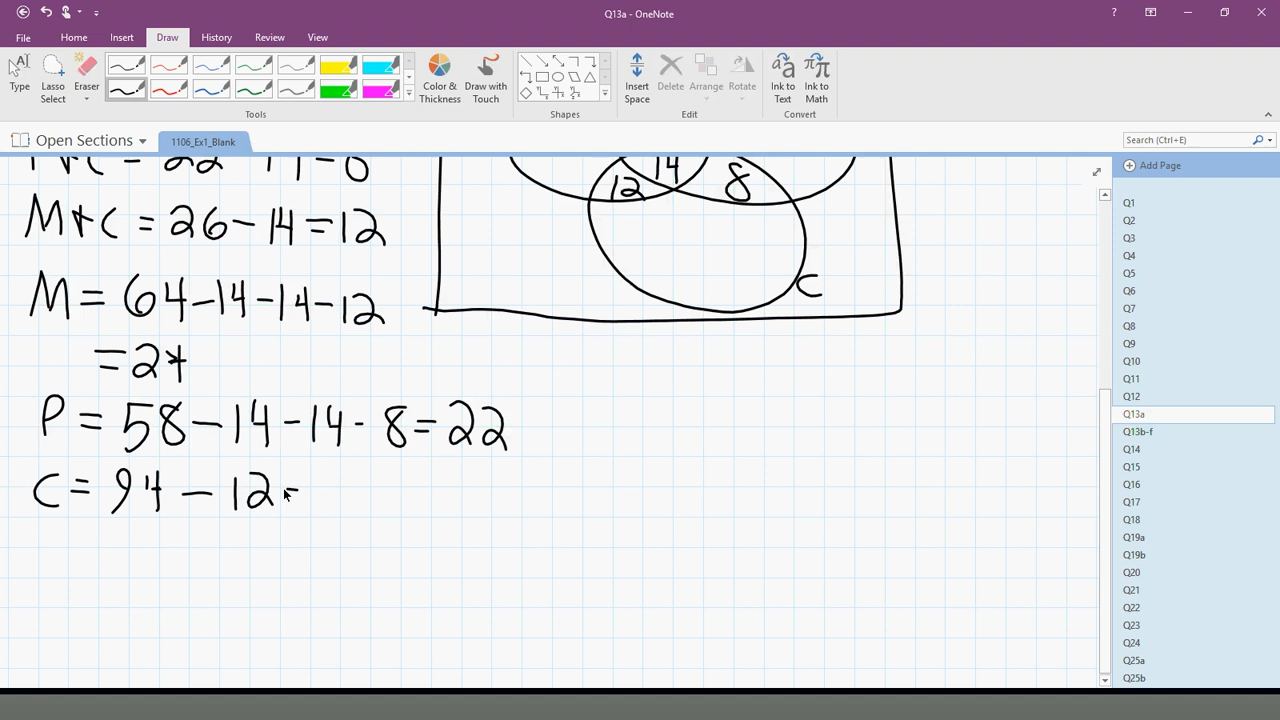 Q13a - OneNote
?
File Home Insert Draw History Review View
Type
Lasso Select
Eraser
Color & Thickness
Draw with Touch
Insert Space
Delete
Arrange
Rotate
Ink to Text
Ink to Math
Tools Shapes Edit Convert
Open Sections
1106_Ex1_Blank
Search (Ctrl+E)
Add Page
Q1
Q2
Q3
Q4
Q5
Q6
Q7
Q8
Q9
Q10
Q11
Q12
Q13a
Q13b-f
Q14
Q15
Q16
Q17
Q18
Q19a
Q19b
Q20
Q21
Q22
Q23
Q24
Q25a
Q25b
M+C = 26-14=12
M = 64-14-14-12
=24
P = 58-14-14-8=22
C = 94-12-
14
12 8
C